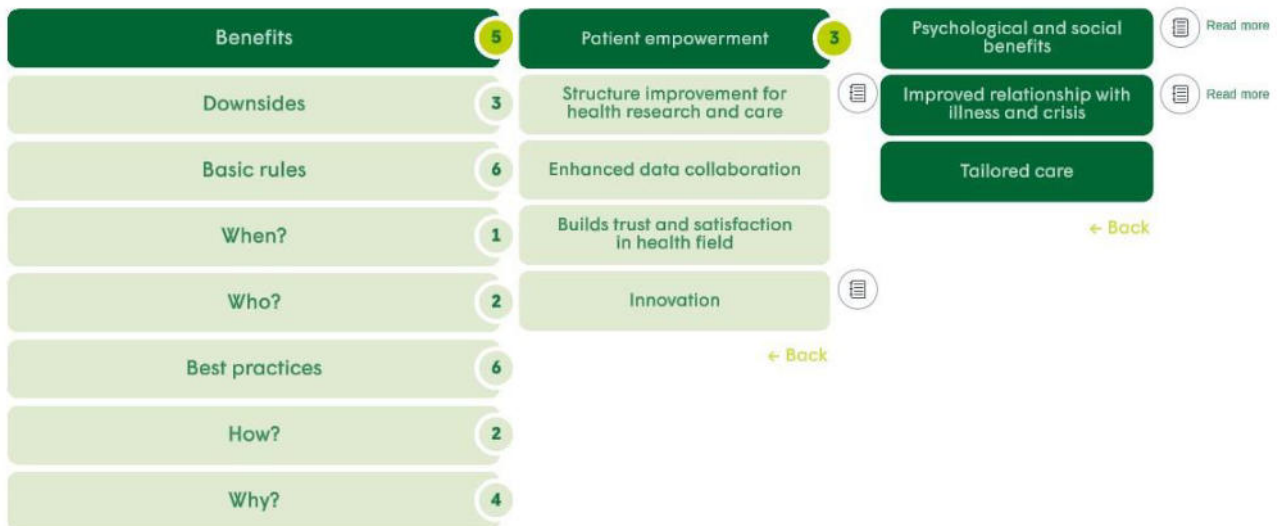 Benefits
5
Downsides
3
Basic rules
6
When?
1
Who?
2
Best practices
6
How?
2
Why?
4
Patient empowerment
3
Structure improvement for
health research and care
Enhanced data collaboration
Builds trust and satisfaction
in health field
Innovation
← Back
Psychological and social
benefits
Read more
Improved relationship with
illness and crisis
Read more
Tailored care
← Back